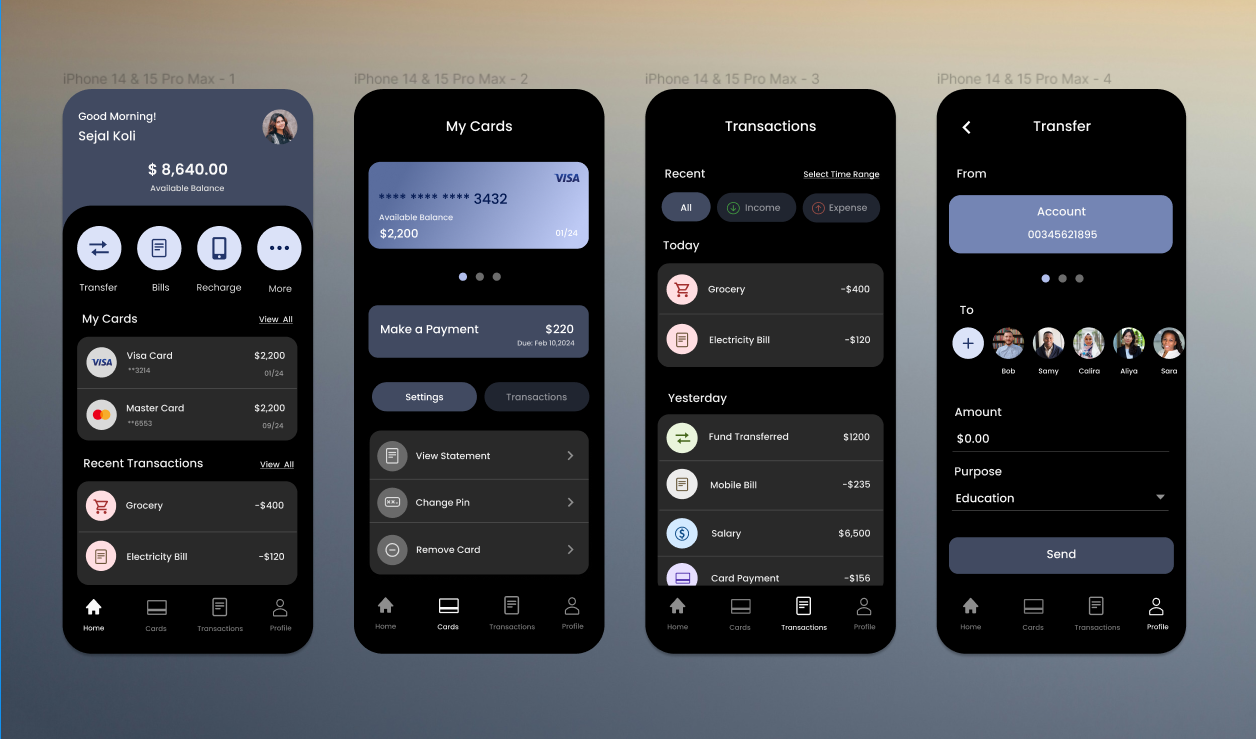 iPhone 14 & 15 Pro Max - 1
Good Morning!
Sejal Koli
$ 8,640.00
Available Balance
Transfer
Bills
Recharge
More
My Cards
View All
VISA
Visa Card
**3214
$2,200
01/24
Master Card
**6553
$2,200
09/24
Recent Transactions
View All
Grocery
-$400
Electricity Bill
-$120
Home
Cards
Transactions
Profile
iPhone 14 & 15 Pro Max - 2
My Cards
VISA
**** **** **** 3432
Available Balance
$2,200
01/24
Make a Payment
$220
Due: Feb 10,2024
Settings
Transactions
View Statement
Change Pin
Remove Card
Home
Cards
Transactions
Profile
iPhone 14 & 15 Pro Max - 3
Transactions
Recent
Select Time Range
All
Income
Expense
Today
Grocery
-$400
Electricity Bill
-$120
Yesterday
Fund Transferred
$1200
Mobile Bill
-$235
Salary
$6,500
Card Payment
-$156
Home
Cards
Transactions
Profile
iPhone 14 & 15 Pro Max - 4
Transfer
From
Account
00345621895
To
Bob
Samy
Calira
Aliya
Sara
Amount
$0.00
Purpose
Education
Send
Home
Cards
Transactions
Profile